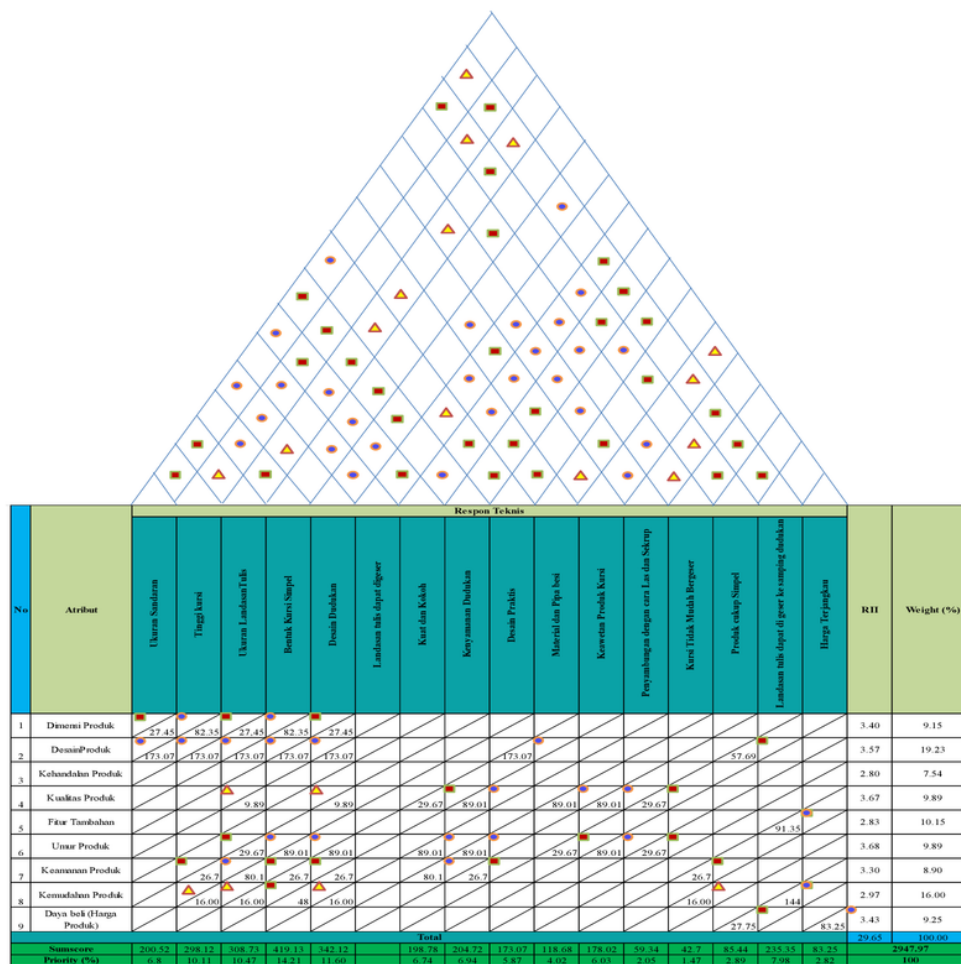 Respon Teknis
No
Atribut
Ukuran Sandaran
Tinggi kursi
Ukuran LandasanTulis
Bentuk Kursi Simpel
Desain Dudukan
Landasan tulis dapat digeser
Kuat dan Kokoh
Kenyamanan Dudukan
Desain Praktis
Material dan Pipa besi
Keawetan Produk Kursi
Penyambungan dengan cara Las dan Sekrup
Kursi Tidak Mudah Bergeser
Produk cukup Simpel
Landasan tulis dapat di geser ke samping dudukan
Harga Terjangkau
RII
Weight (%)
1 Dimensi Produk 27.45 82.35 27.45 82.35 27.45 3.40 9.15
2 DesainProduk 173.07 173.07 173.07 173.07 173.07 173.07 57.69 3.57 19.23
3 Kehandalan Produk 2.80 7.54
4 Kualitas Produk 9.89 9.89 29.67 89.01 89.01 89.01 29.67 3.67 9.89
5 Fitur Tambahan 91.35 2.83 10.15
6 Umur Produk 29.67 89.01 89.01 89.01 89.01 29.67 89.01 29.67 3.68 9.89
7 Keamanan Produk 26.7 80.1 26.7 26.7 80.1 26.7 26.7 3.30 8.90
8 Kemudahan Produk 16.00 16.00 48 16.00 16.00 144 2.97 16.00
9 Daya beli (Harga Produk) 27.75 83.25 3.43 9.25
Total 29.65 100.00
Sumscore 200.52 298.12 308.73 419.13 342.12 198.78 204.72 173.07 118.68 178.02 59.34 42.7 85.44 235.35 83.25 2947.97
Priority (%) 6.8 10.11 10.47 14.21 11.60 6.74 6.94 5.87 4.02 6.03 2.05 1.47 2.89 7.98 2.82 100